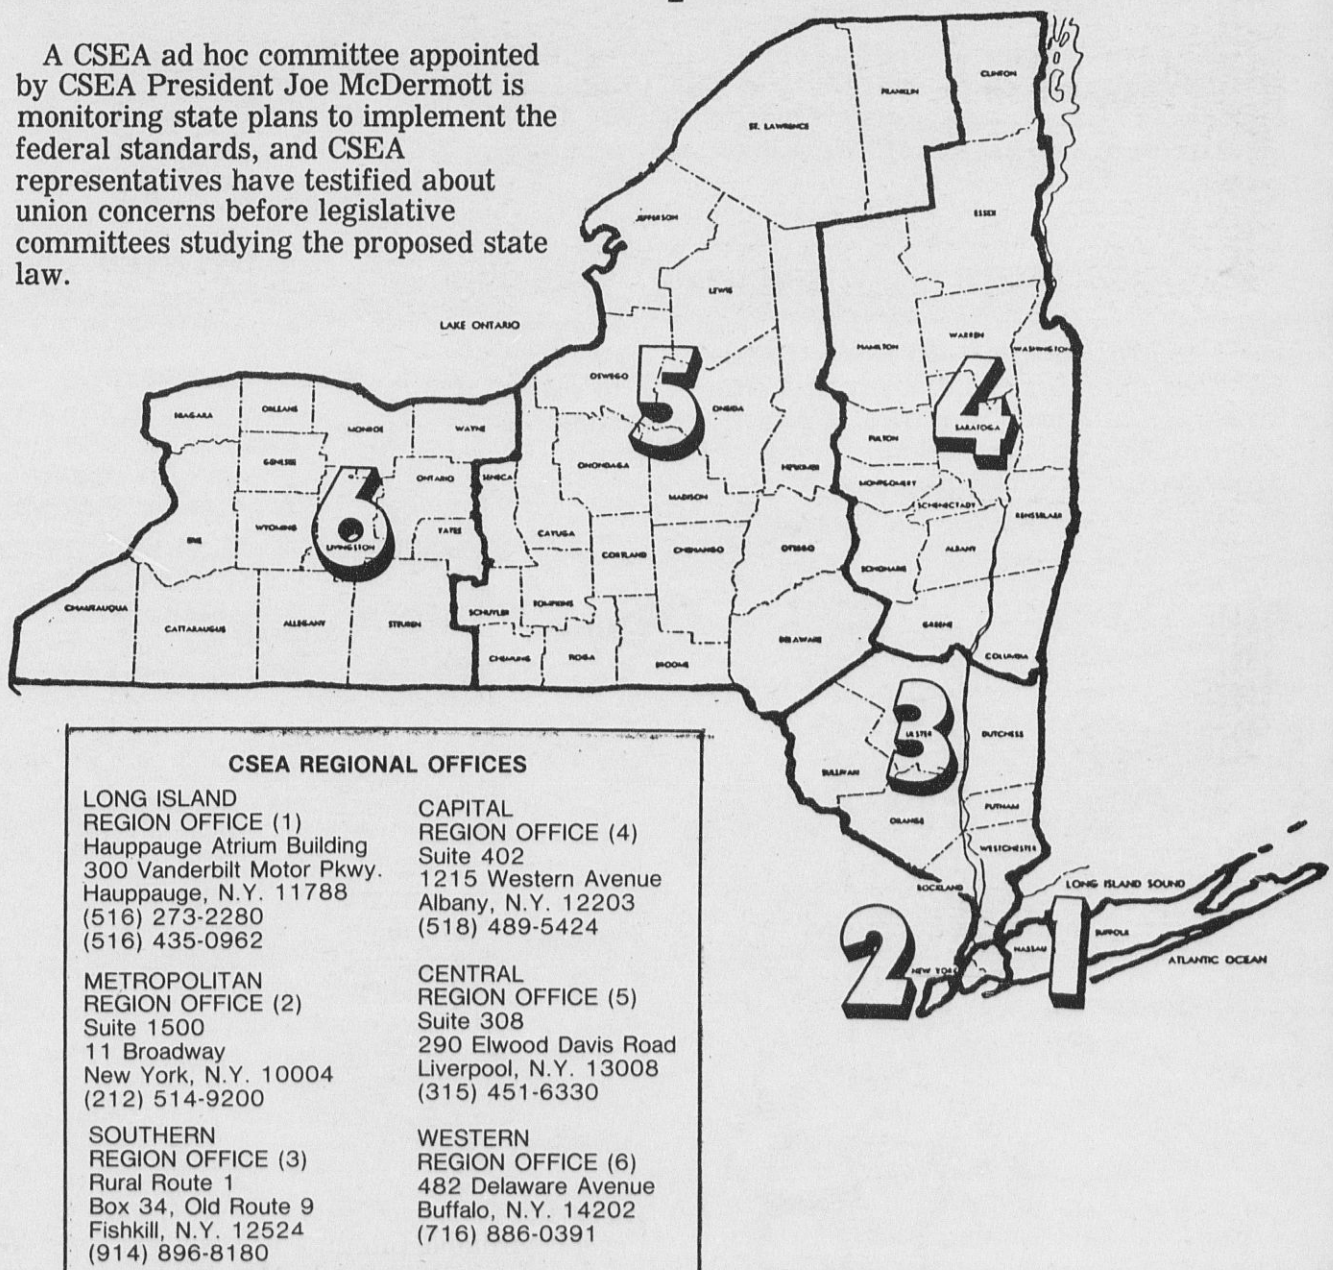 A CSEA ad hoc committee appointed
by CSEA President Joe McDermott is
monitoring state plans to implement the
federal standards, and CSEA
representatives have testified about
union concerns before legislative
committees studying the proposed state
law.
CLINTON
FRANKLIN
ST. LAWRENCE
ESSEX
JEFFERSON
LEWIS
LAKE ONTARIO
HAMILTON
WARREN
WASHINGTON
5
4
OSWEGO
ONEIDA
SARATOGA
NIAGARA
ORLEANS
MONROE
WAYNE
FULTON
GENESEE
ONTARIO
SENECA
ONONDAGA
MADISON
HERKIMER
MONTGOMERY
SCHENECTADY
RENSSELAER
6
ERIE
WYOMING
LIVINGSTON
YATES
CAYUGA
CORTLAND
CHENANGO
OTSEGO
SCHOHARIE
ALBANY
CHAUTAUQUA
CATTARAUGUS
ALLEGANY
STEUBEN
SCHUYLER
TOMPKINS
CHEMUNG
TIOGA
BROOME
DELAWARE
GREENE
COLUMBIA
3
ULSTER
DUTCHESS
SULLIVAN
ORANGE
PUTNAM
WESTCHESTER
ROCKLAND
LONG ISLAND SOUND
2
NEW YORK
NASSAU
1
SUFFOLK
ATLANTIC OCEAN
CSEA REGIONAL OFFICES
LONG ISLAND
REGION OFFICE (1)
Hauppauge Atrium Building
300 Vanderbilt Motor Pkwy.
Hauppauge, N.Y. 11788
(516) 273-2280
(516) 435-0962
METROPOLITAN
REGION OFFICE (2)
Suite 1500
11 Broadway
New York, N.Y. 10004
(212) 514-9200
SOUTHERN
REGION OFFICE (3)
Rural Route 1
Box 34, Old Route 9
Fishkill, N.Y. 12524
(914) 896-8180
CAPITAL
REGION OFFICE (4)
Suite 402
1215 Western Avenue
Albany, N.Y. 12203
(518) 489-5424
CENTRAL
REGION OFFICE (5)
Suite 308
290 Elwood Davis Road
Liverpool, N.Y. 13008
(315) 451-6330
WESTERN
REGION OFFICE (6)
482 Delaware Avenue
Buffalo, N.Y. 14202
(716) 886-0391